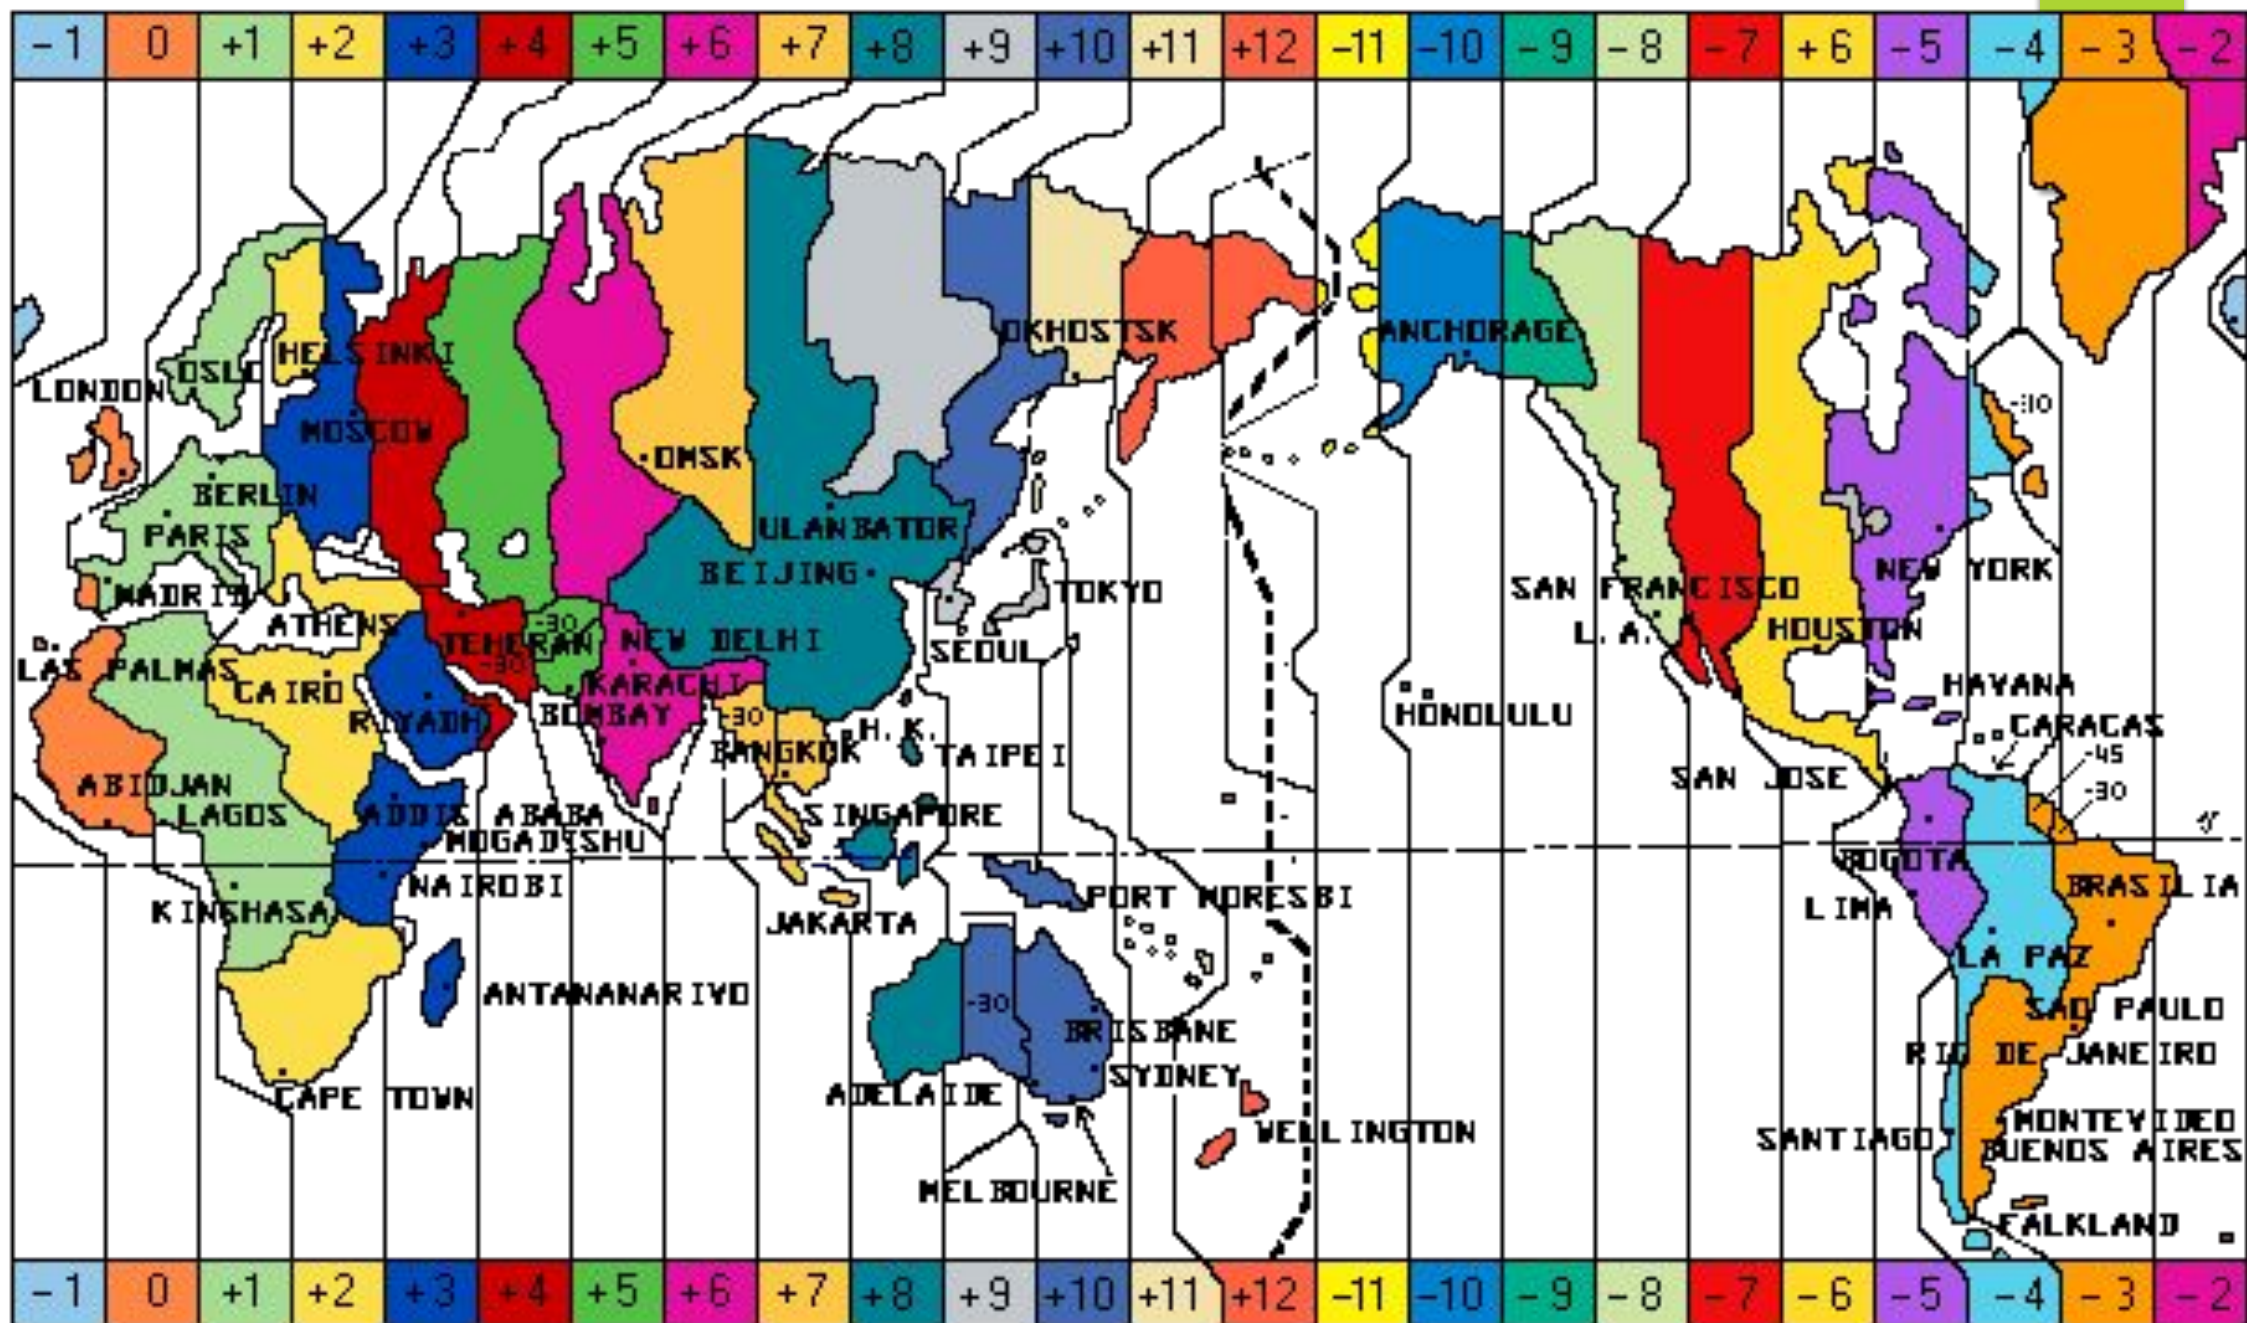 -1 0 +1 +2 +3 +4 +5 +6 +7 +8 +9 +10 +11 +12 -11 -10 -9 -8 -7 +6 -5 -4 -3 -2
OKHOSTSK ANCHORAGE
HELSINKI
OSLO
LONDON
-30
MOSCOW
OMSK
BERLIN
PARIS
ULANBATOR
BEIJING
NEW YORK
MADRID
TOKYO
SAN FRANCISCO
ATHENS
-30
TEHERAN
NEW DELHI
SEOUL
L.A.
HOUSTON
LAS PALMAS
-30
CAIRO
KARACHI
HAVANA
RIYADH
BOMBAY
-30
HONOLULU
CARACAS
H.K.
BANGKOK
TAIPEI
-45
SAN JOSE
ABIDJAN
-30
LAGOS
ADDIS ABABA
SINGAPORE
MOGADISHU
BOGOTA
NAIROBI
PORT MORESBI
BRASILIA
KINSHASA
JAKARTA
LIMA
LA PAZ
ANTANANARIVO
-30
SAO PAULO
BRISBANE
RIO DE JANEIRO
SYDNEY
CAPE TOWN
ADELAIDE
MONTEVIDEO
WELLINGTON
SANTIAGO
BUENOS AIRES
MELBOURNE
FALKLAND
-1 0 +1 +2 +3 +4 +5 +6 +7 +8 +9 +10 +11 +12 -11 -10 -9 -8 -7 -6 -5 -4 -3 -2